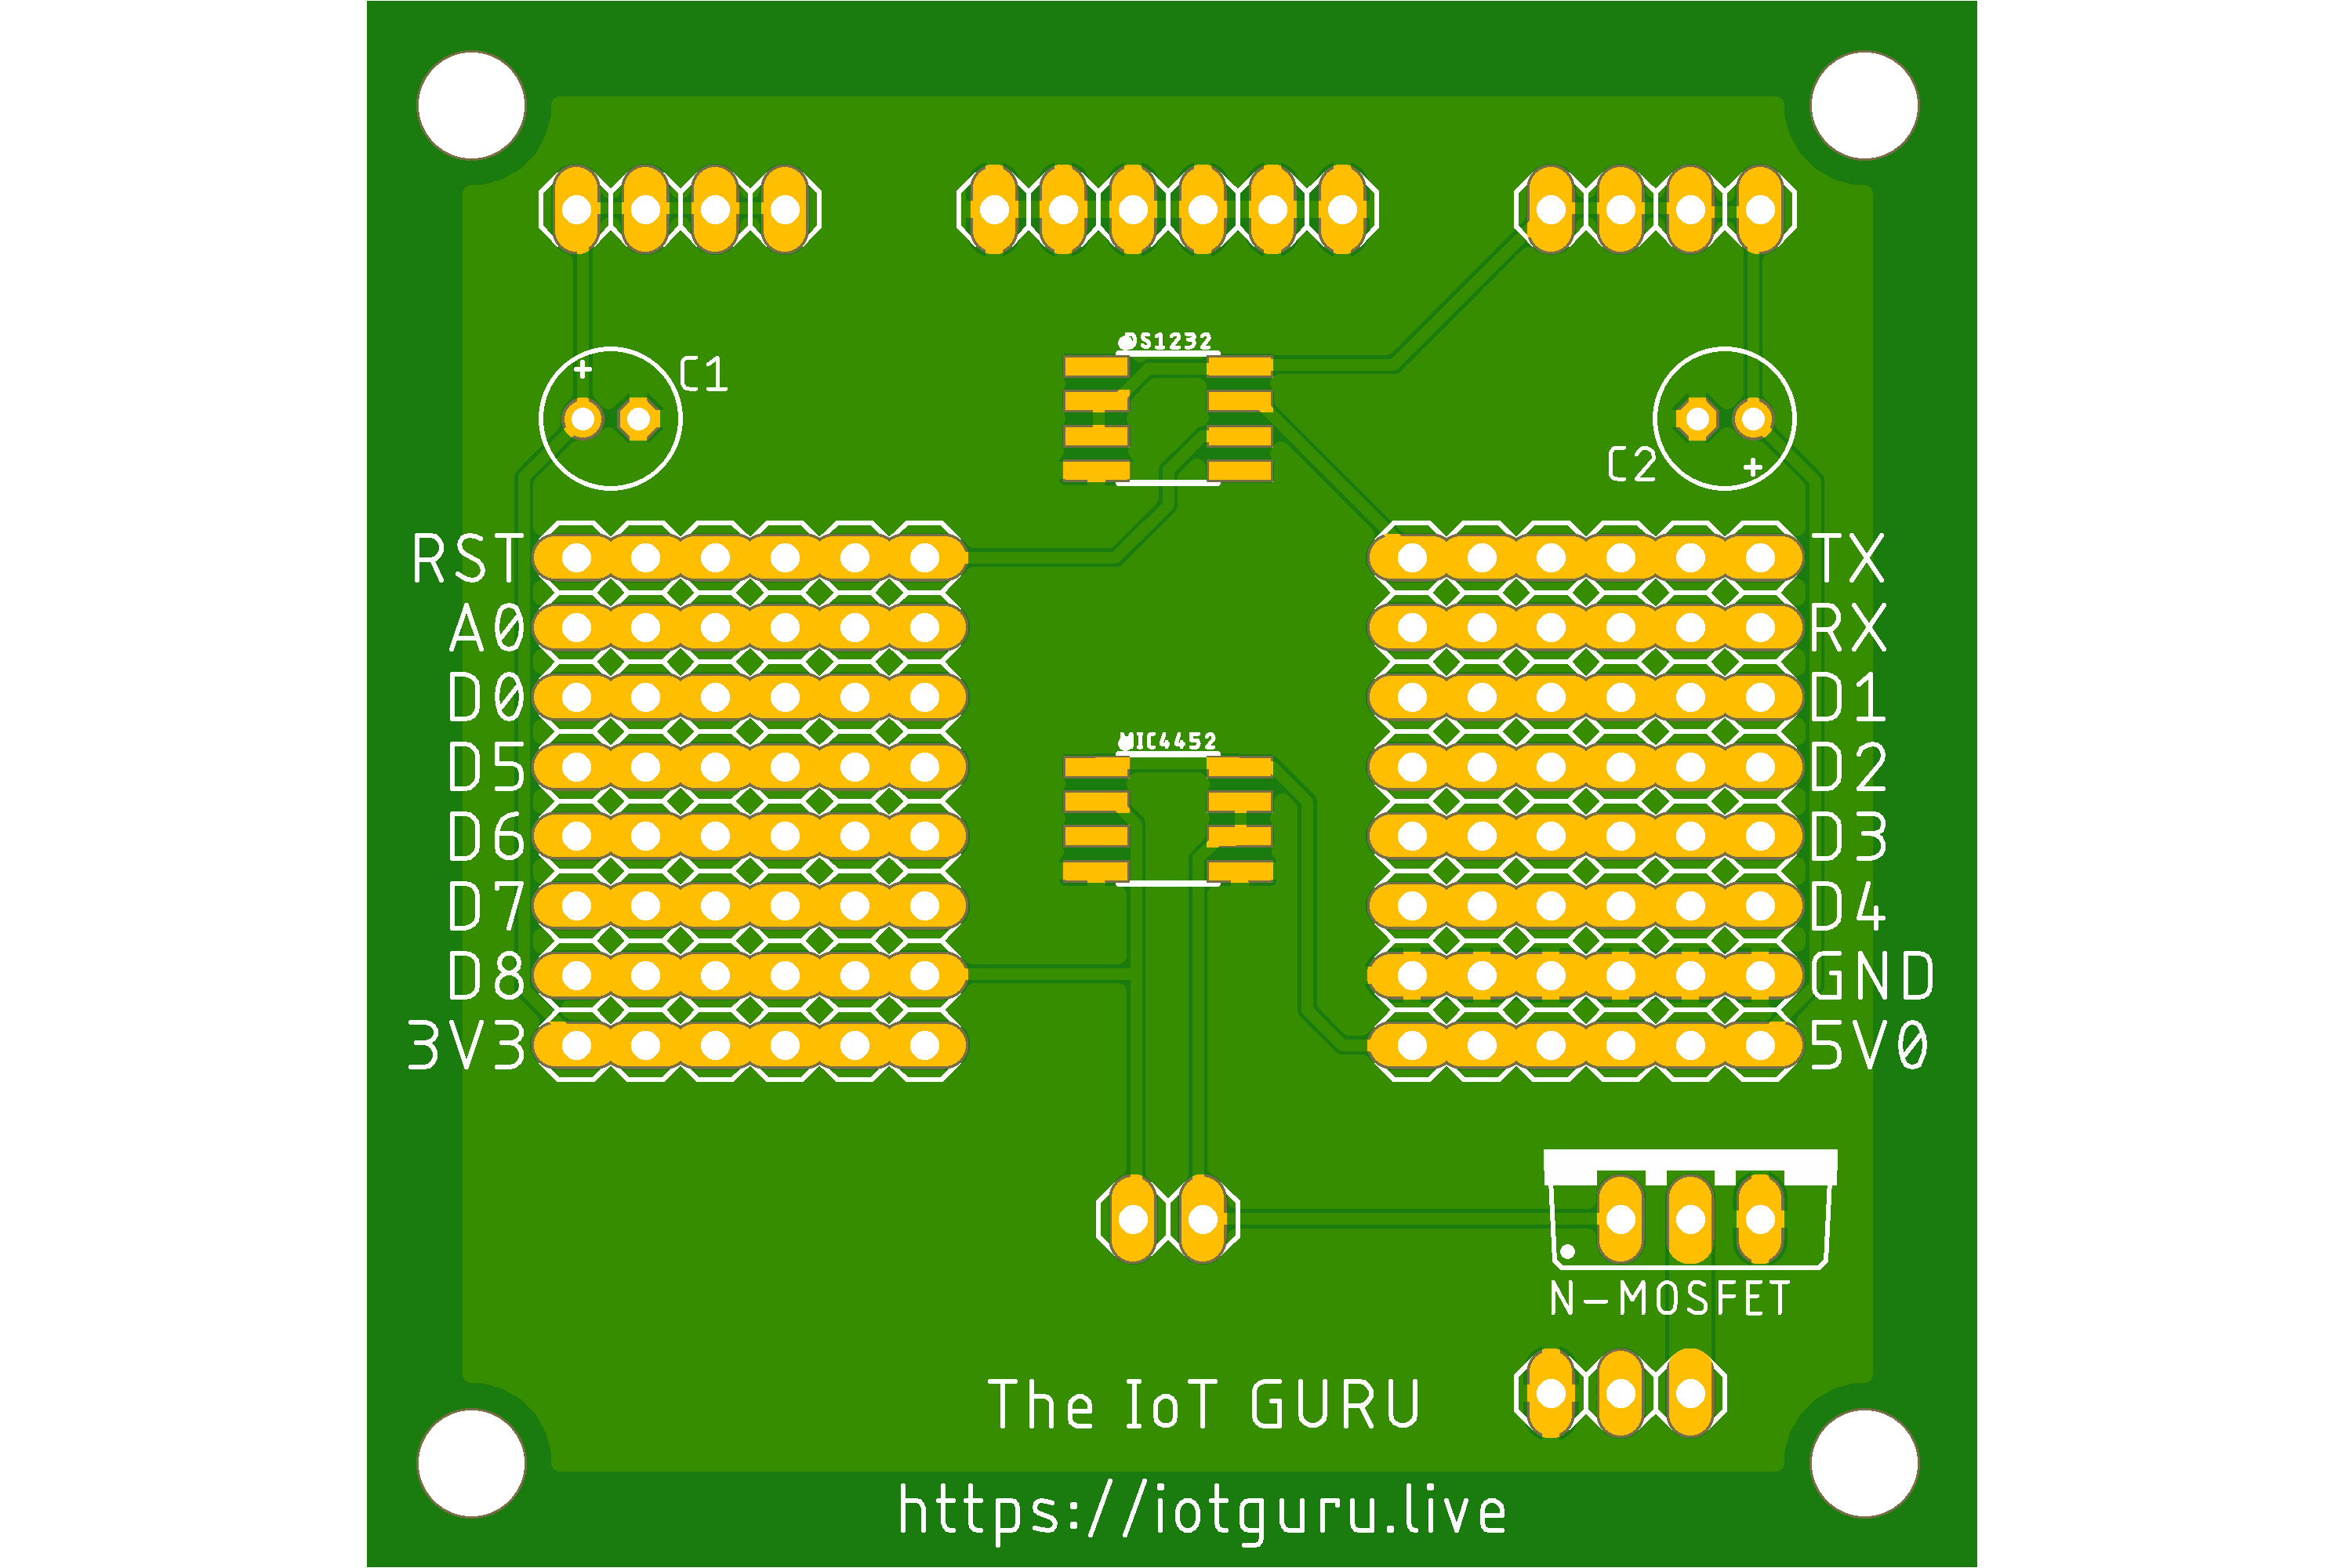 DS1232
C1
C2
RST TX
A0 RX
D0 D1
D5 D2
D6 D3
D7 D4
D8 GND
3V3 5V0
MIC4452
N-MOSFET
The IoT GURU
https://iotguru.live